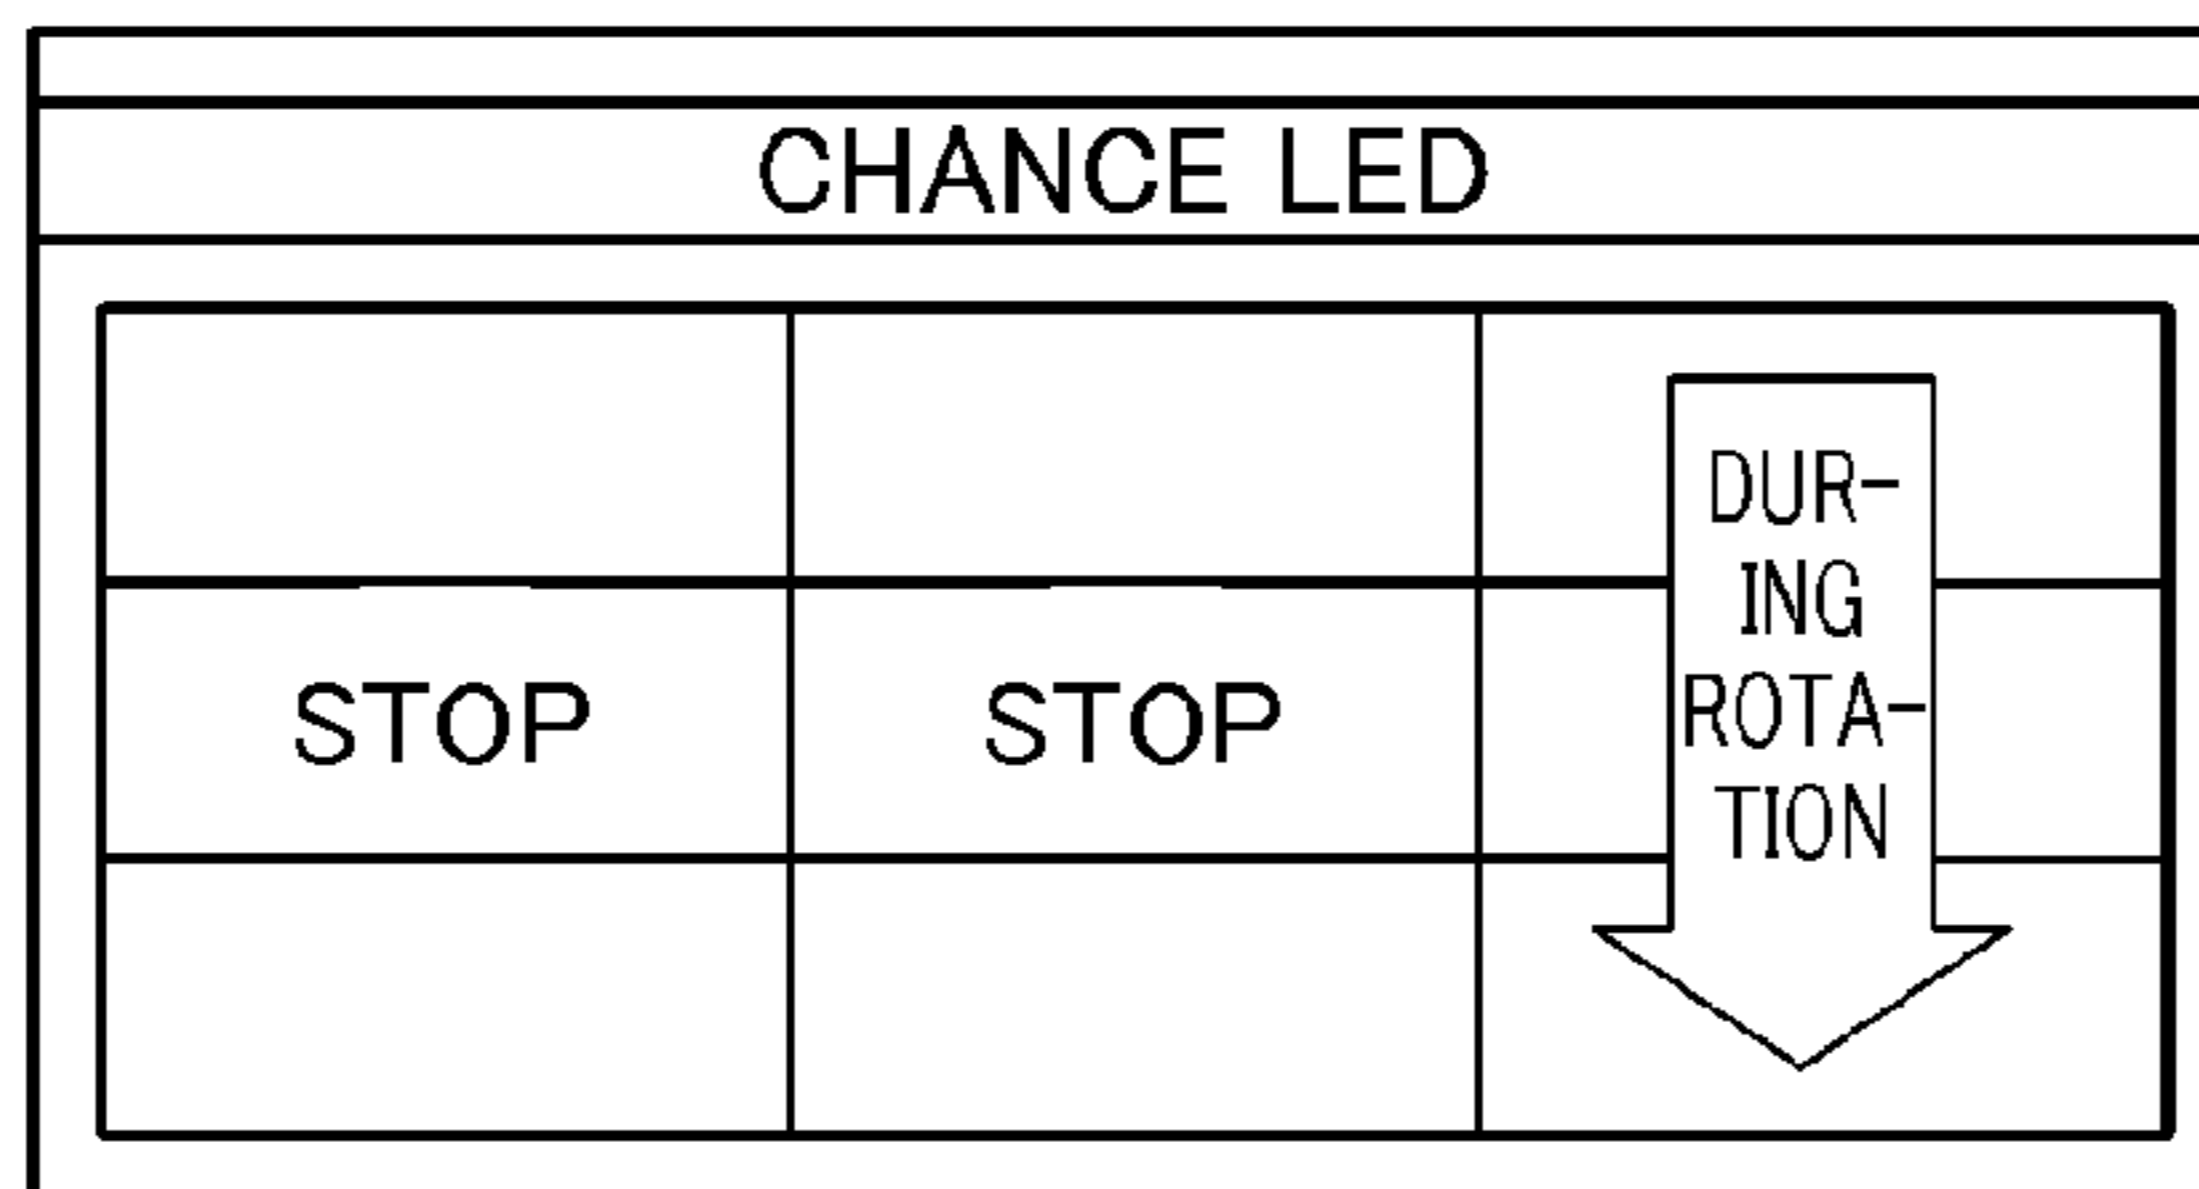 CHANCE LED
DUR-
ING
STOP STOP ROTA-
TION